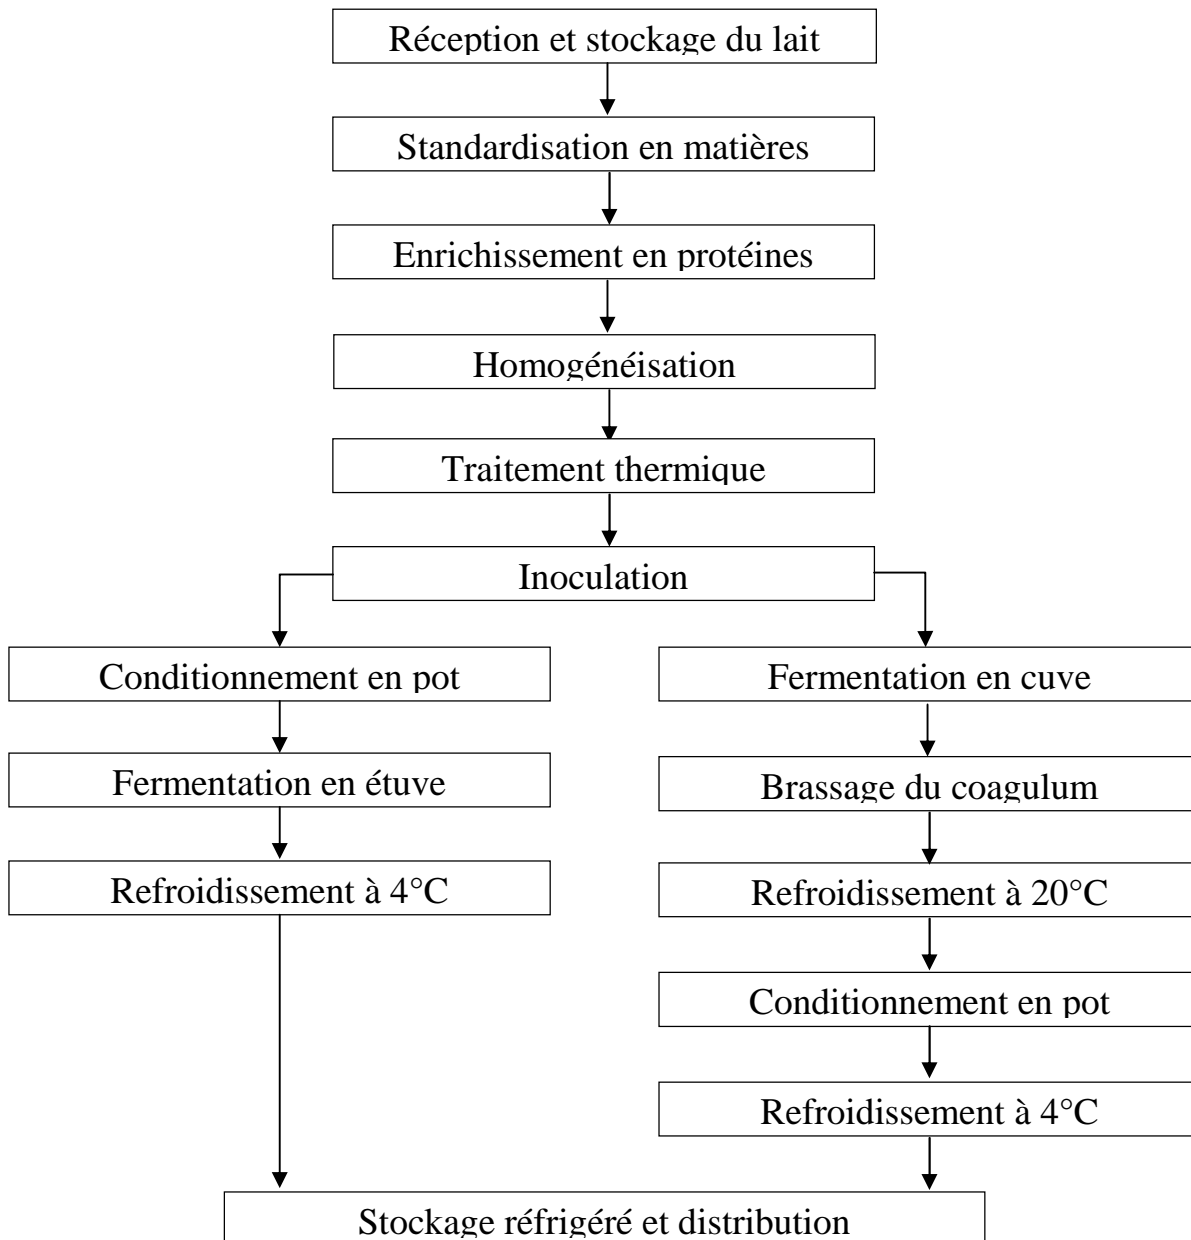 Réception et stockage du lait
Standardisation en matières
Enrichissement en protéines
Homogénéisation
Traitement thermique
Inoculation
Conditionnement en pot
Fermentation en étuve
Refroidissement à 4°C
Fermentation en cuve
Brassage du coagulum
Refroidissement à 20°C
Conditionnement en pot
Refroidissement à 4°C
Stockage réfrigéré et distribution